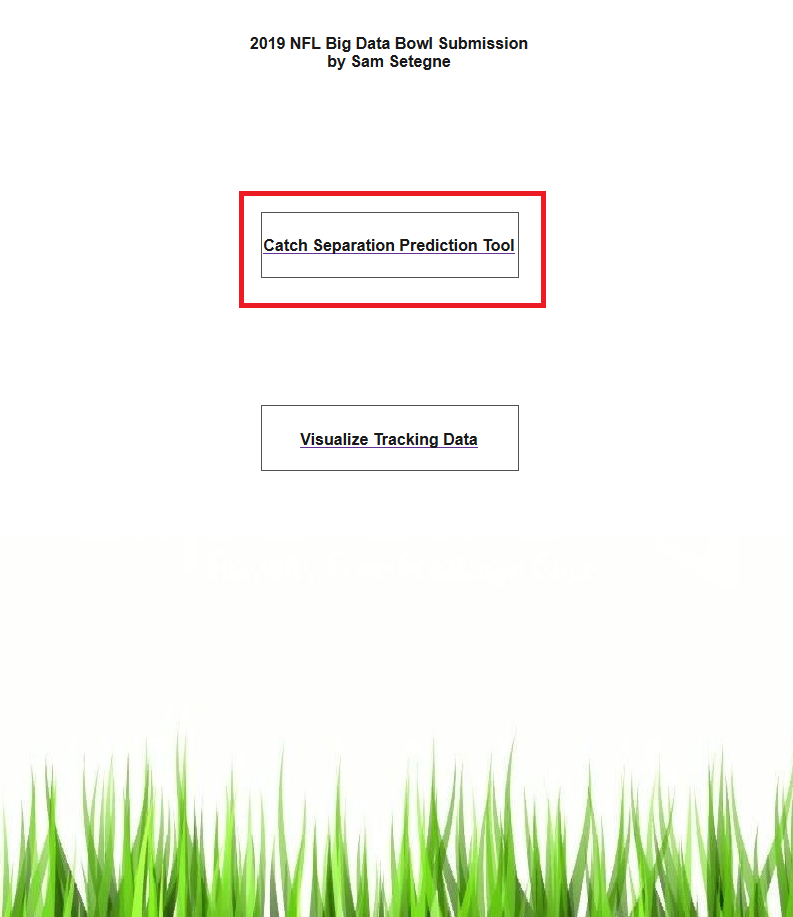 2019 NFL Big Data Bowl Submission
by Sam Setegne
Catch Separation Prediction Tool
Visualize Tracking Data